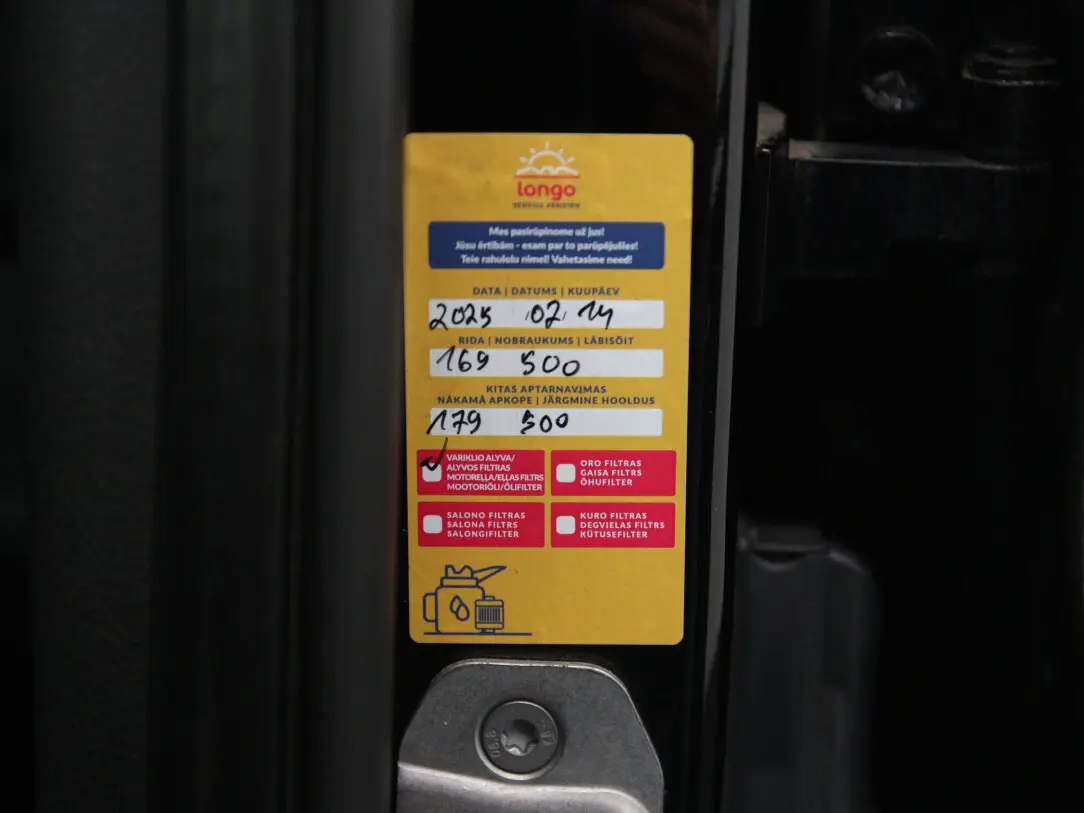 longo
Mes pasirūpinome už jus!
Jūsu ērtībām - esam par to parūpējušies!
Teie rahulolu nimel! Vahetasime need!
DATA | DATUMS | KUUPÄEV
2025 02 14
RIDA | NOBRAUKUMS | LÄBISÕIT
169 500
KITAS APTARNAVIMAS
NĀKAMĀ APKOPE | JÄRGMINE HOOLDUS
179 500
VARIKLIO ALYVA/
ALYVOS FILTRAS
MOTORELLA/EĻĻAS FILTRS
MOOTORIÕLI/ÕLIFILTER
ORO FILTRAS
GAISA FILTRS
ÕHUFILTER
SALONO FILTRAS
SALONA FILTRS
SALONGIFILTER
KURO FILTRAS
DEGVIELAS FILTRS
KÜTUSEFILTER